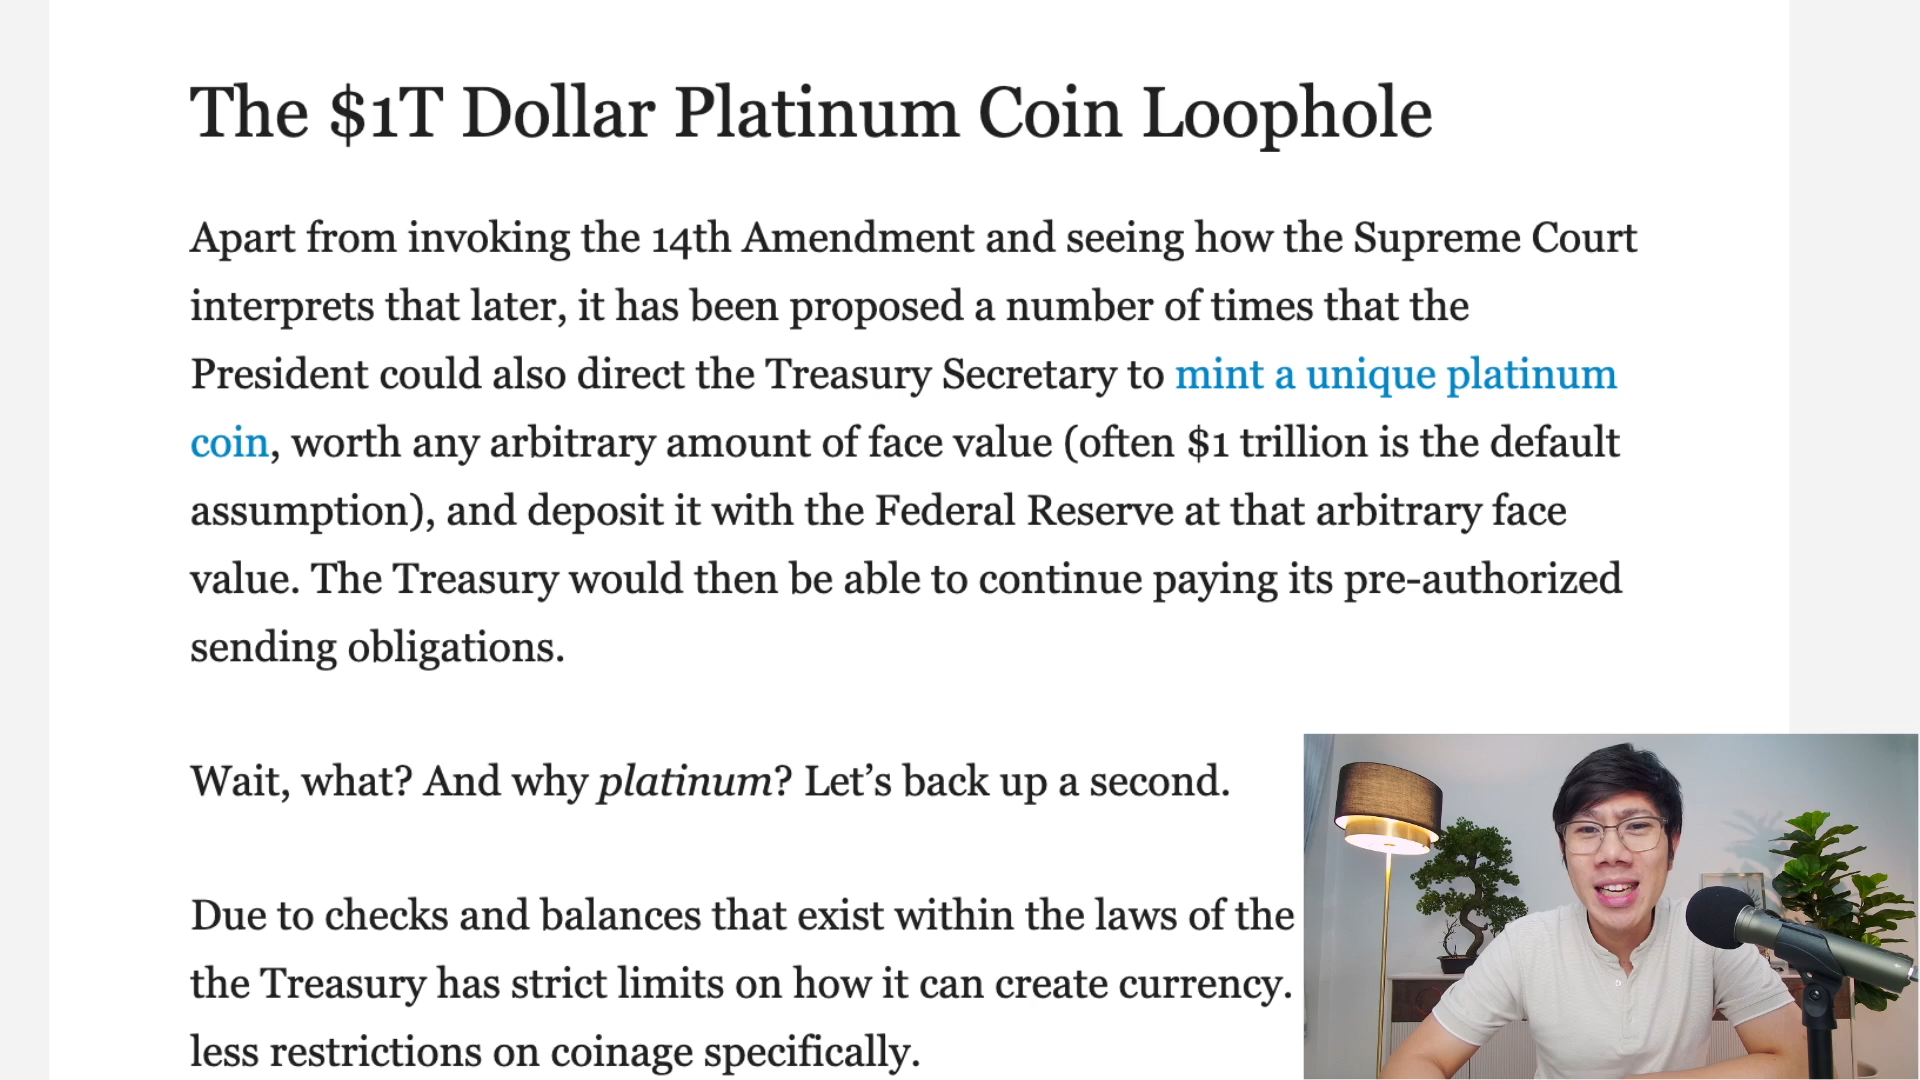 The $1T Dollar Platinum Coin Loophole
Apart from invoking the 14th Amendment and seeing how the Supreme Court
interprets that later, it has been proposed a number of times that the
President could also direct the Treasury Secretary to mint a unique platinum
coin, worth any arbitrary amount of face value (often $1 trillion is the default
assumption), and deposit it with the Federal Reserve at that arbitrary face
value. The Treasury would then be able to continue paying its pre-authorized
sending obligations.
Wait, what? And why platinum? Let’s back up a second.
Due to checks and balances that exist within the laws of the
the Treasury has strict limits on how it can create currency.
less restrictions on coinage specifically.